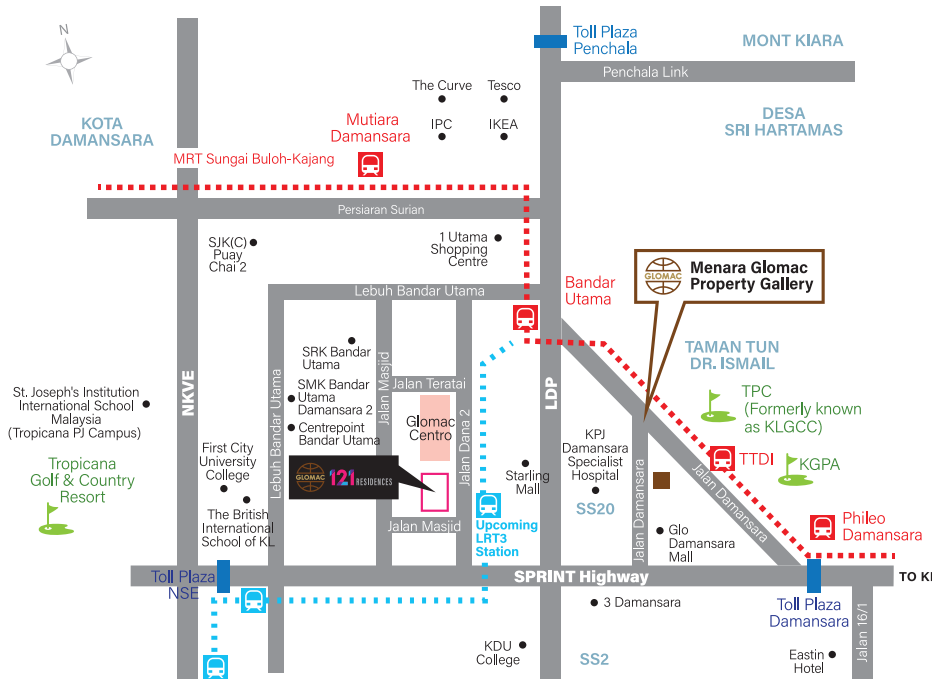 N
Toll Plaza
Penchala
MONT KIARA
Penchala Link
The Curve
Tesco
KOTA
DAMANSARA
Mutiara
Damansara
IPC
IKEA
DESA
SRI HARTAMAS
MRT Sungai Buloh-Kajang
Persiaran Surian
SJK(C)
Puay
Chai 2
1 Utama
Shopping
Centre
Bandar
Utama
GLOMAC
Menara Glomac
Property Gallery
Lebuh Bandar Utama
SRK Bandar
Utama
Jalan Masjid
TAMAN TUN
DR. ISMAIL
NKVE
LDP
Jalan Teratai
SMK Bandar
Utama
Damansara 2
Centrepoint
Bandar Utama
Glomac
Centro
Jalan Dana 2
Lebuh Bandar Utama
St. Joseph's Institution
International School
Malaysia
(Tropicana PJ Campus)
TPC
(Formerly known
as KLGCC)
KPJ
Damansara
Specialist
Hospital
First City
University
College
Tropicana
Golf & Country
Resort
GLOMAC
121
RESIDENCES
Starling
Mall
TTDI
KGPA
Jalan Damansara
Jalan Damansara
SS20
The British
International
School of KL
Jalan Masjid
Upcoming
LRT3
Station
Glo
Damansara
Mall
Phileo
Damansara
Toll Plaza
NSE
SPRINT Highway
TO K
3 Damansara
Toll Plaza
Damansara
Jalan 16/1
KDU
College
SS2
Eastin
Hotel